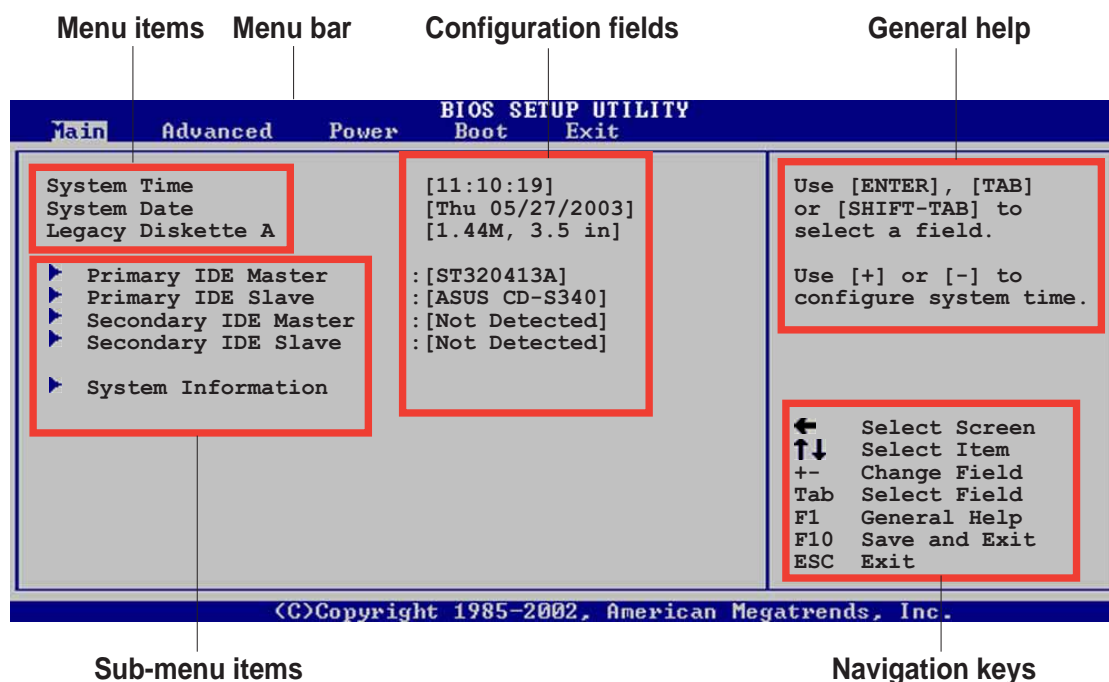 Menu items Menu bar Configuration fields General help
BIOS SETUP UTILITY
Main Advanced Power Boot Exit
System Time [11:10:19]
System Date [Thu 05/27/2003]
Legacy Diskette A [1.44M, 3.5 in]
Primary IDE Master :[ST320413A]
Primary IDE Slave :[ASUS CD-S340]
Secondary IDE Master :[Not Detected]
Secondary IDE Slave :[Not Detected]
System Information
Use [ENTER], [TAB]
or [SHIFT-TAB] to
select a field.
Use [+] or [-] to
configure system time.
← Select Screen
↑↓ Select Item
+- Change Field
Tab Select Field
F1 General Help
F10 Save and Exit
ESC Exit
(C)Copyright 1985-2002, American Megatrends, Inc.
Sub-menu items Navigation keys